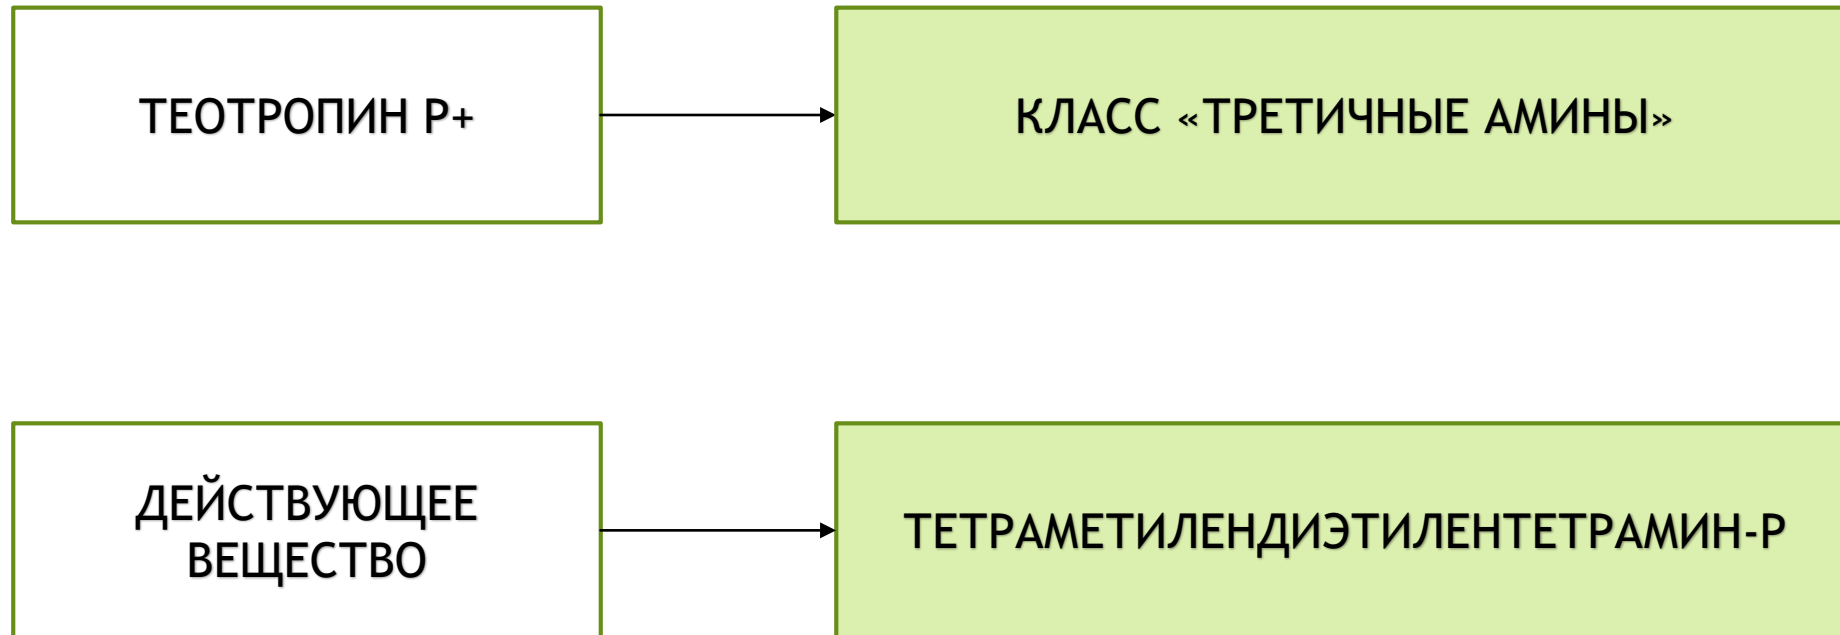 ТЕОТРОПИН Р+
КЛАСС «ТРЕТИЧНЫЕ АМИНЫ»
ДЕЙСТВУЮЩЕЕ
ВЕЩЕСТВО
ТЕТРАМЕТИЛЕНДИЭТИЛЕНТЕТРАМИН-Р